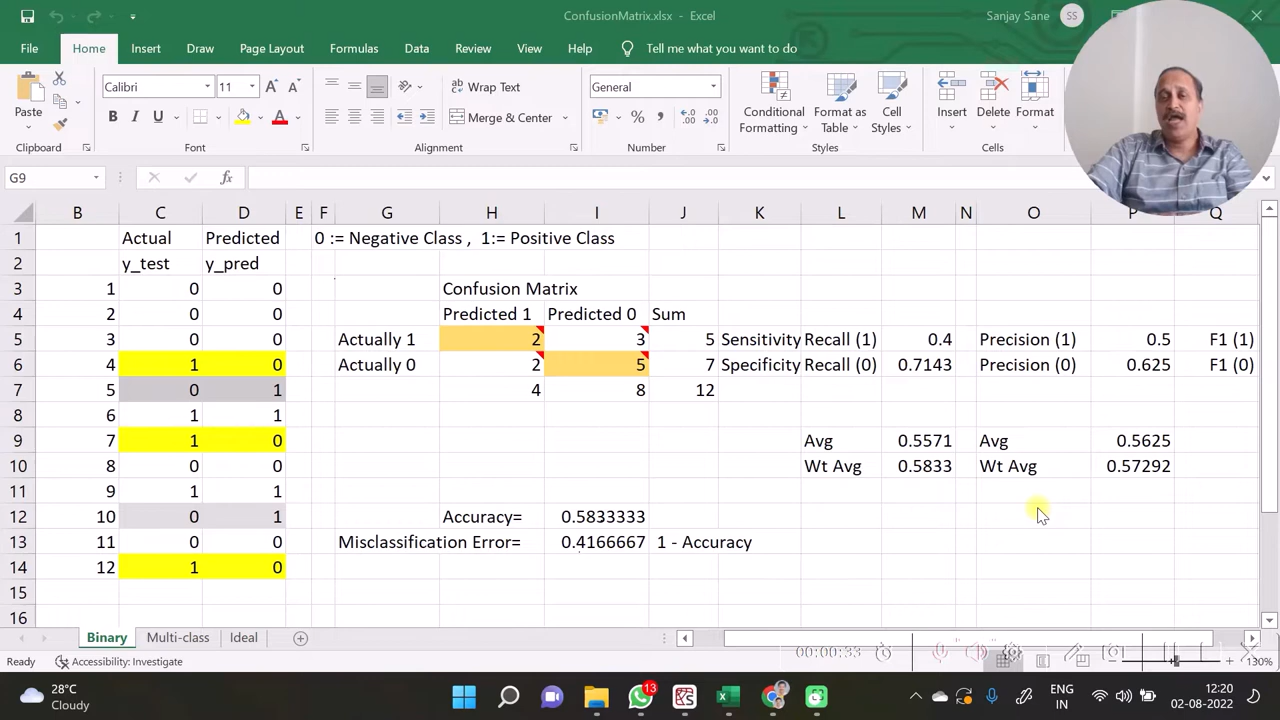 ConfusionMatrix.xlsx - Excel
Sanjay Sane SS
File Home Insert Draw Page Layout Formulas Data Review View Help Tell me what you want to do
Calibri 11 Wrap Text General
Paste B I U Merge & Center Conditional Formatting Format as Table Cell Styles Insert Delete Format
Clipboard Font Alignment Number Styles Cells
G9 fx
B C D E F G H I J K L M N O P Q
1 Actual Predicted 0 := Negative Class , 1:= Positive Class
2 y_test y_pred
3 1 0 0 Confusion Matrix
4 2 0 0 Predicted 1 Predicted 0 Sum
5 3 0 0 Actually 1 2 3 5 Sensitivity Recall (1) 0.4 Precision (1) 0.5 F1 (1)
6 4 1 0 Actually 0 2 5 7 Specificity Recall (0) 0.7143 Precision (0) 0.625 F1 (0)
7 5 0 1 4 8 12
8 6 1 1
9 7 1 0 Avg 0.5571 Avg 0.5625
10 8 0 0 Wt Avg 0.5833 Wt Avg 0.57292
11 9 1 1
12 10 0 1 Accuracy= 0.5833333
13 11 0 0 Misclassification Error= 0.4166667 1 - Accuracy
14 12 1 0
15
16
Binary Multi-class Ideal
00:00:33
Ready Accessibility: Investigate 130%
28°C
Cloudy
13
ENG
IN
12:20
02-08-2022